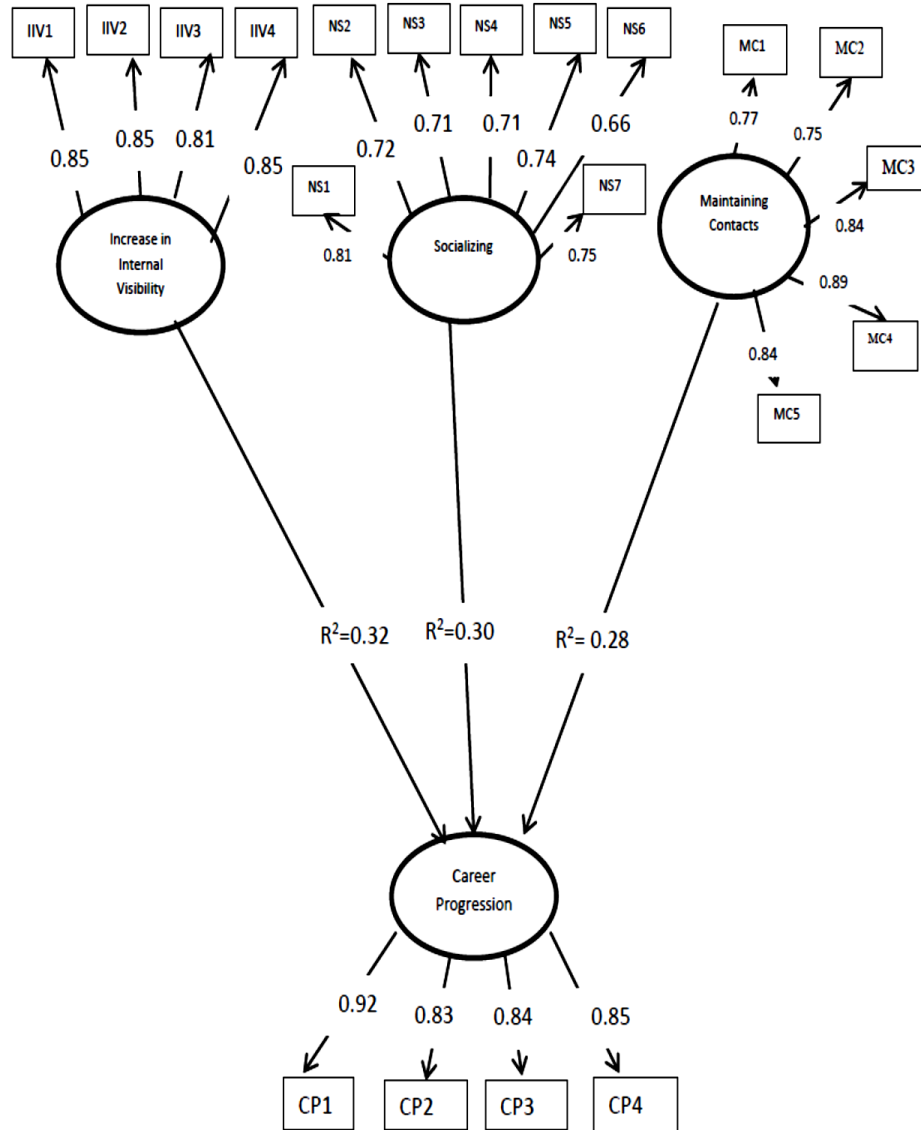 IIV1
IIV2
IIV3
IIV4
NS2
NS3
NS4
NS5
NS6
MC1
MC2
0.85
0.85
0.81
0.85
0.72
0.71
0.71
0.74
0.66
0.77
0.75
NS1
NS7
MC3
0.81
0.75
0.84
Increase in
Internal
Visibility
Socializing
Maintaining
Contacts
0.89
MC4
0.84
MC5
R²=0.32
R²=0.30
R²= 0.28
Career
Progression
0.92
0.83
0.84
0.85
CP1
CP2
CP3
CP4